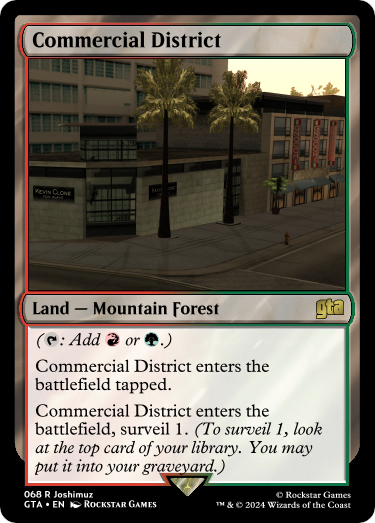 Commercial District
KEVIN CLONE
Land — Mountain Forest
gta
(T: Add R or G.)
Commercial District enters the
battlefield tapped.
Commercial District enters the
battlefield, surveil 1. (To surveil 1, look
at the top card of your library. You may
put it into your graveyard.)
068 R Joshimuz
GTA • EN ROCKSTAR GAMES
© Rockstar Games
™ & © 2024 Wizards of the Coast